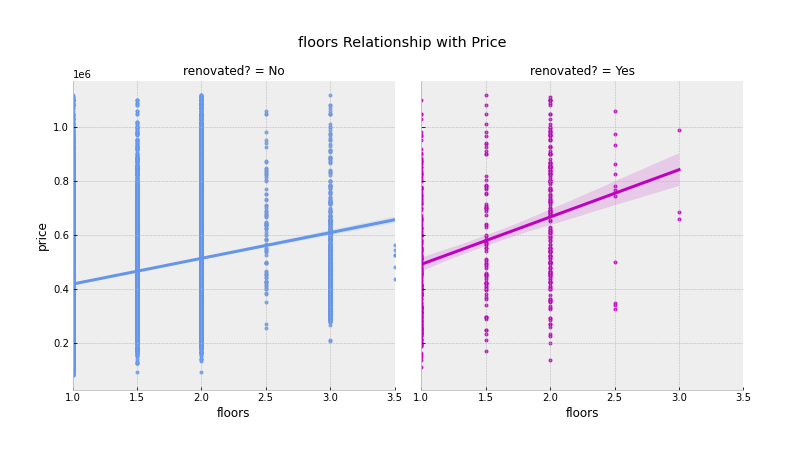 floors Relationship with Price
renovated? = No
renovated? = Yes
1e6
price
1.0
0.8
0.6
0.4
0.2
1.0 1.5 2.0 2.5 3.0 3.5
1.0 1.5 2.0 2.5 3.0 3.5
floors
floors